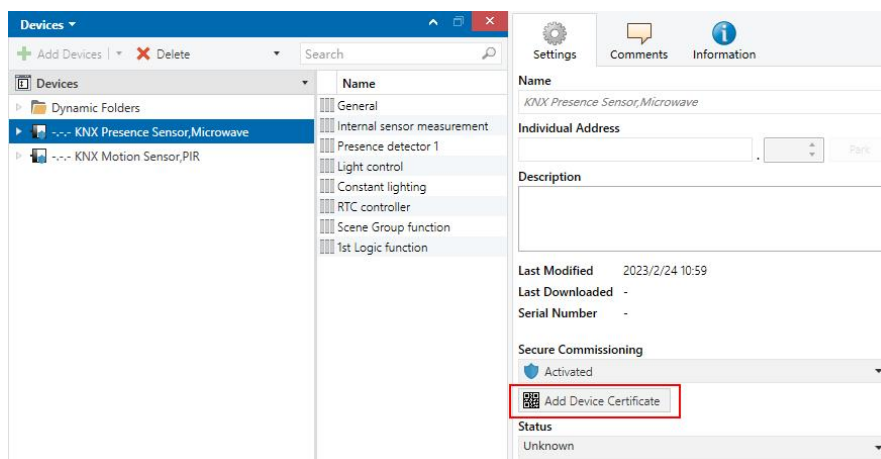 Devices
Add Devices
Delete
Search
Devices
Dynamic Folders
-.-.- KNX Presence Sensor,Microwave
-.-.- KNX Motion Sensor,PIR
Name
General
Internal sensor measurement
Presence detector 1
Light control
Constant lighting
RTC controller
Scene Group function
1st Logic function
Settings
Comments
Information
Name
KNX Presence Sensor,Microwave
Individual Address
.
Park
Description
Last Modified 2023/2/24 10:59
Last Downloaded -
Serial Number -
Secure Commissioning
Activated
Add Device Certificate
Status
Unknown